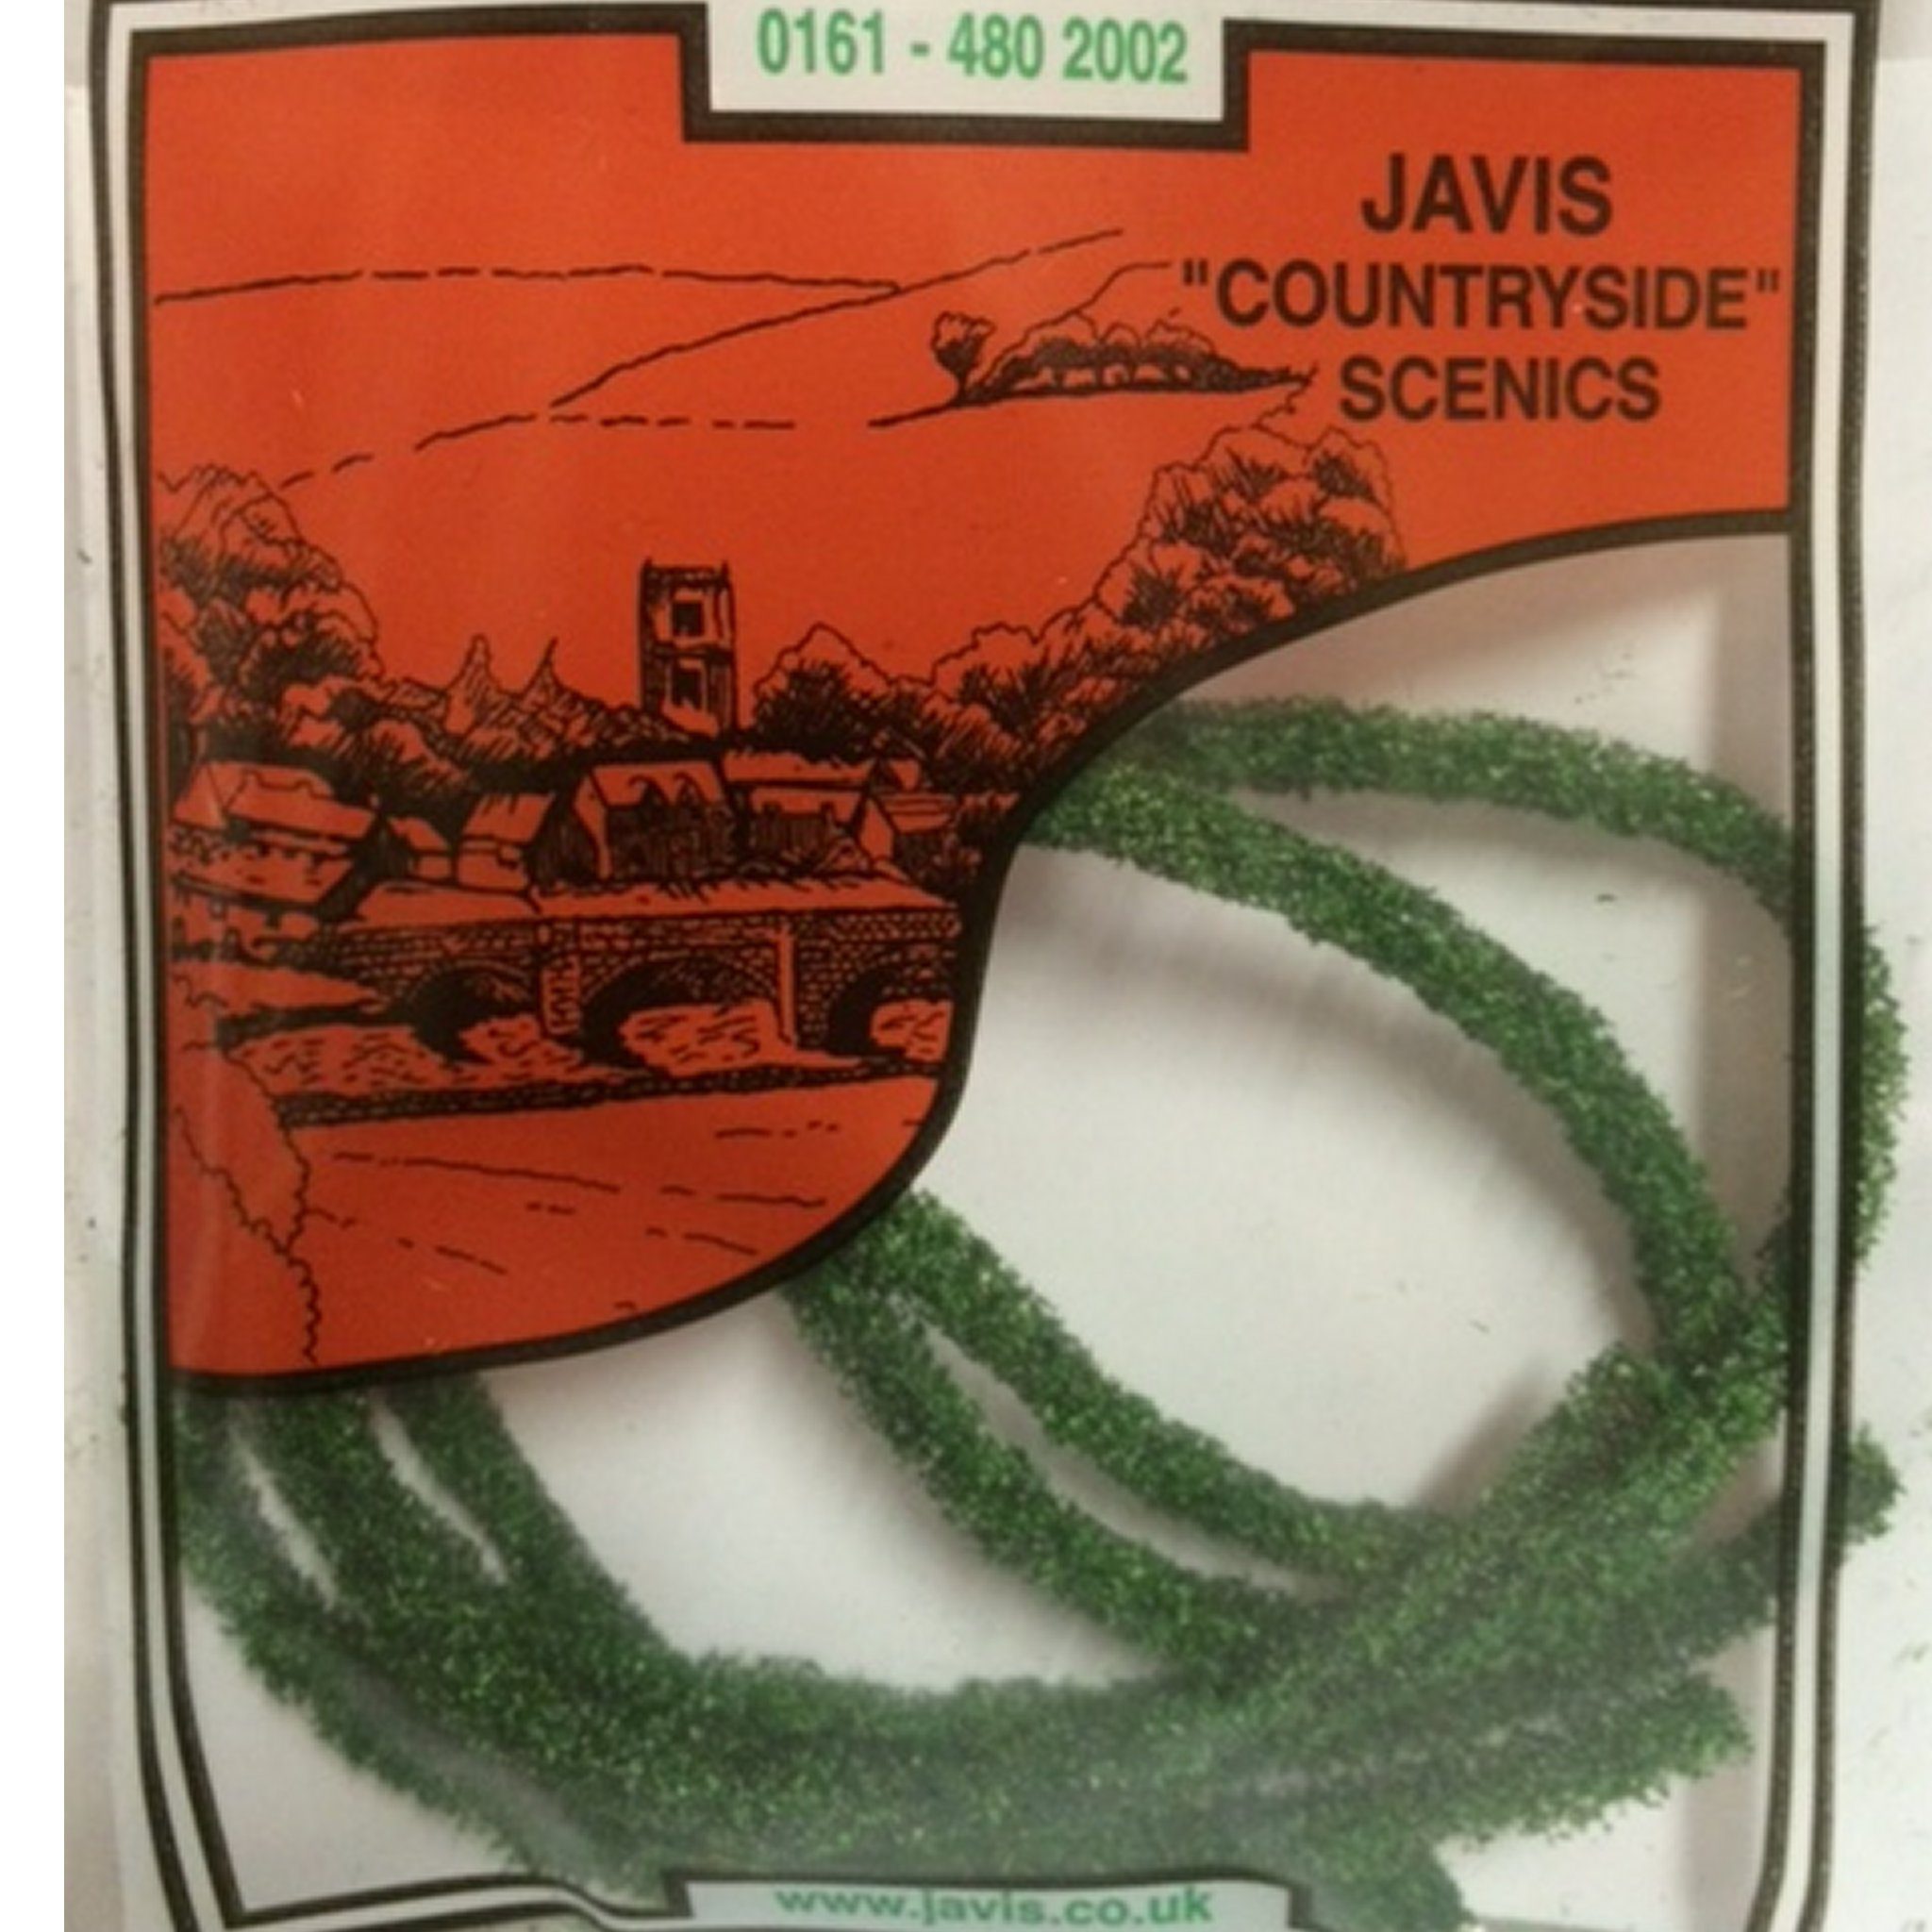 0161 - 480 2002
JAVIS
"COUNTRYSIDE"
SCENICS
www.javis.co.uk